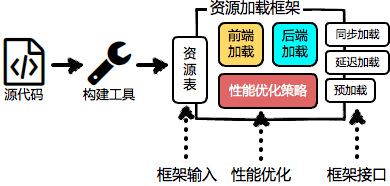 资源加载框架
源代码
构建工具
资源表
前端加载
后端加载
性能优化策略
同步加载
延迟加载
预加载
框架输入
性能优化
框架接口